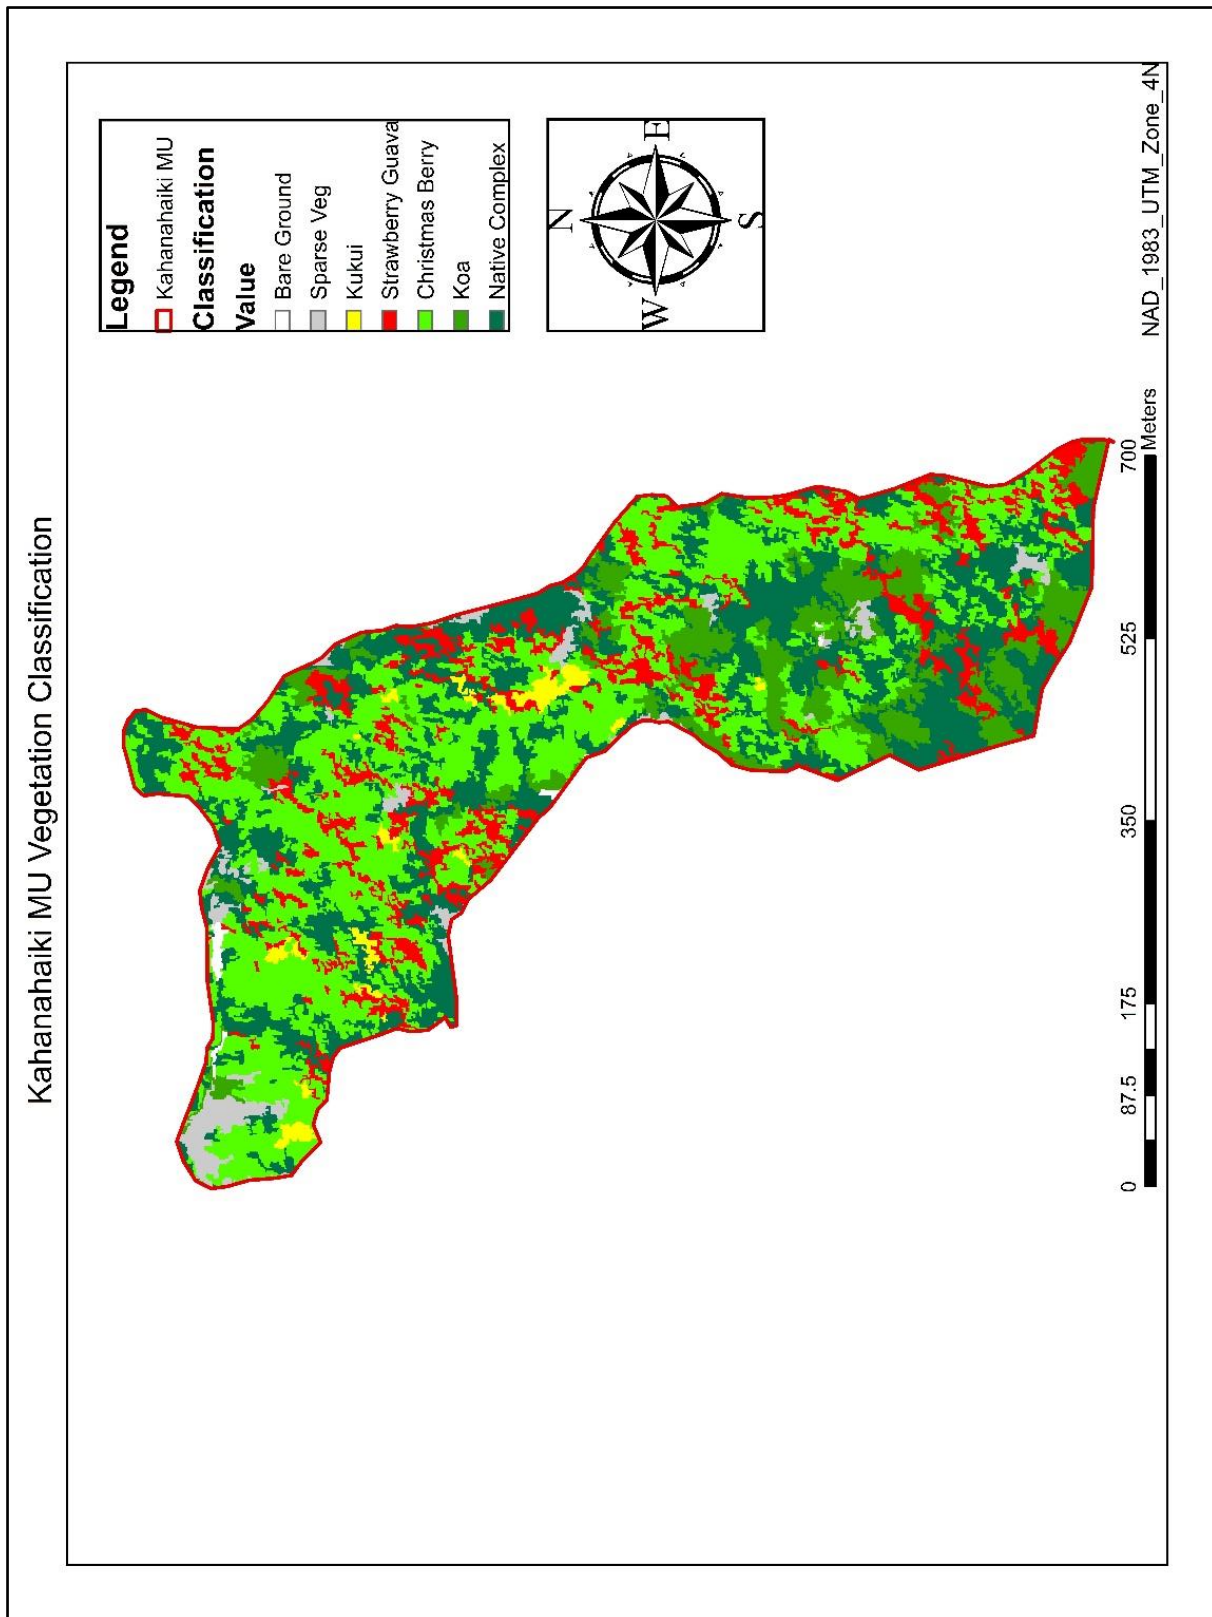 Kahanahaiki MU Vegetation Classification
Legend
Kahanahaiki MU
Classification
Value
Bare Ground
Sparse Veg
Kukui
Strawberry Guava
Christmas Berry
Koa
Native Complex
N
W E
S
0 87.5 175 350 525 700
Meters
NAD_1983_UTM_Zone_4N